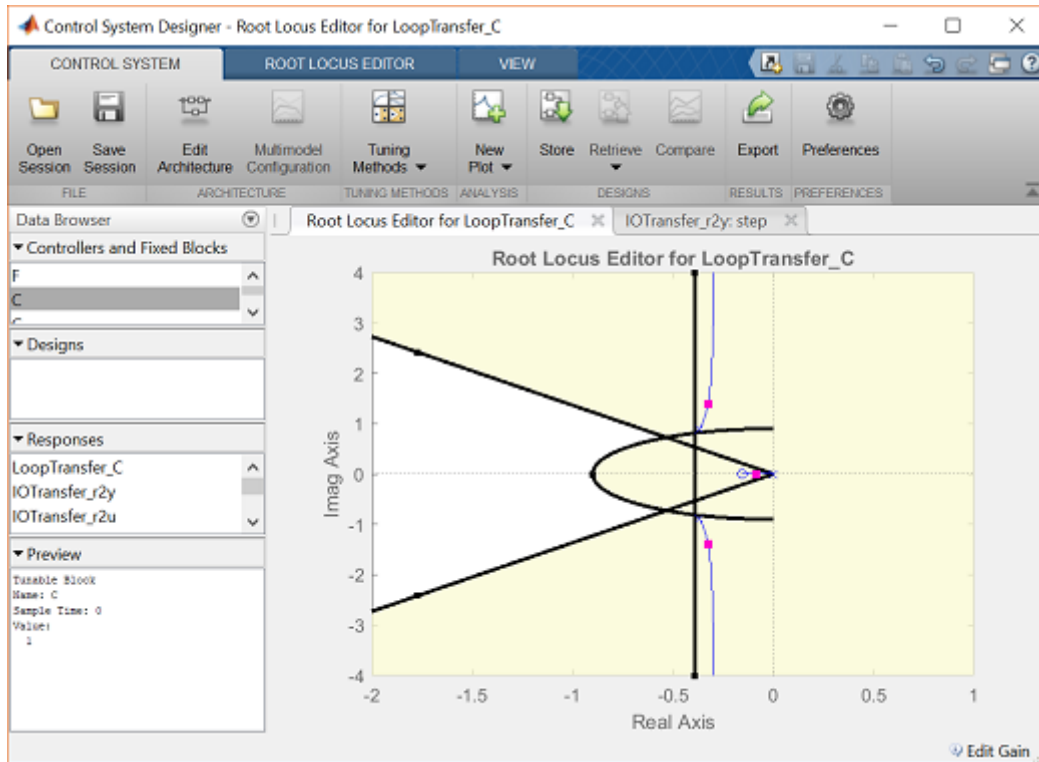 Control System Designer - Root Locus Editor for LoopTransfer_C
CONTROL SYSTEM
ROOT LOCUS EDITOR
VIEW
Open Session
Save Session
Edit Architecture
Multimodel Configuration
Tuning Methods
New Plot
Store
Retrieve
Compare
Export
Preferences
FILE
ARCHITECTURE
TUNING METHODS
ANALYSIS
DESIGNS
RESULTS
PREFERENCES
Data Browser
Controllers and Fixed Blocks
F
C
Designs
Responses
LoopTransfer_C
IOTransfer_r2y
IOTransfer_r2u
Preview
Tunable Block
Name: C
Sample Time: 0
Value:
1
Root Locus Editor for LoopTransfer_C
IOTransfer_r2y: step
Root Locus Editor for LoopTransfer_C
4
3
2
1
0
-1
-2
-3
-4
Imag Axis
-2
-1.5
-1
-0.5
0
0.5
1
Real Axis
Edit Gain